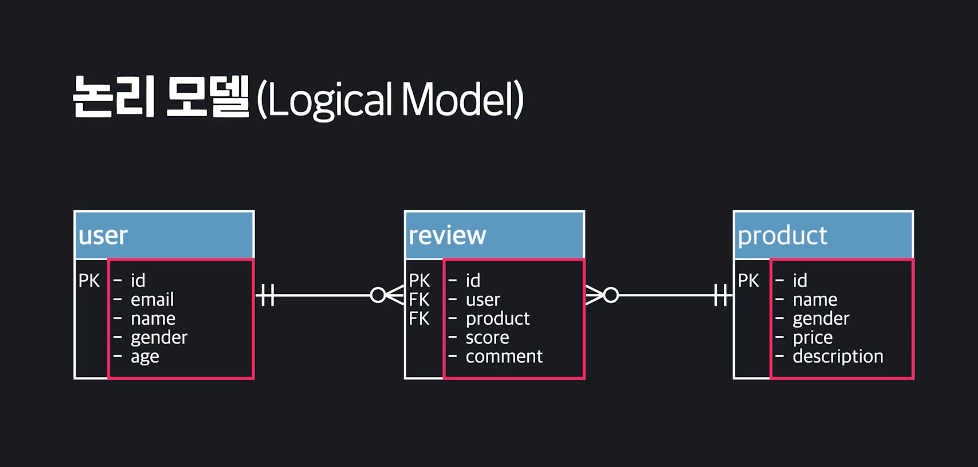 논리 모델 (Logical Model)
user
PK - id
- email
- name
- gender
- age
review
PK - id
FK - user
FK - product
- score
- comment
product
PK - id
- name
- gender
- price
- description